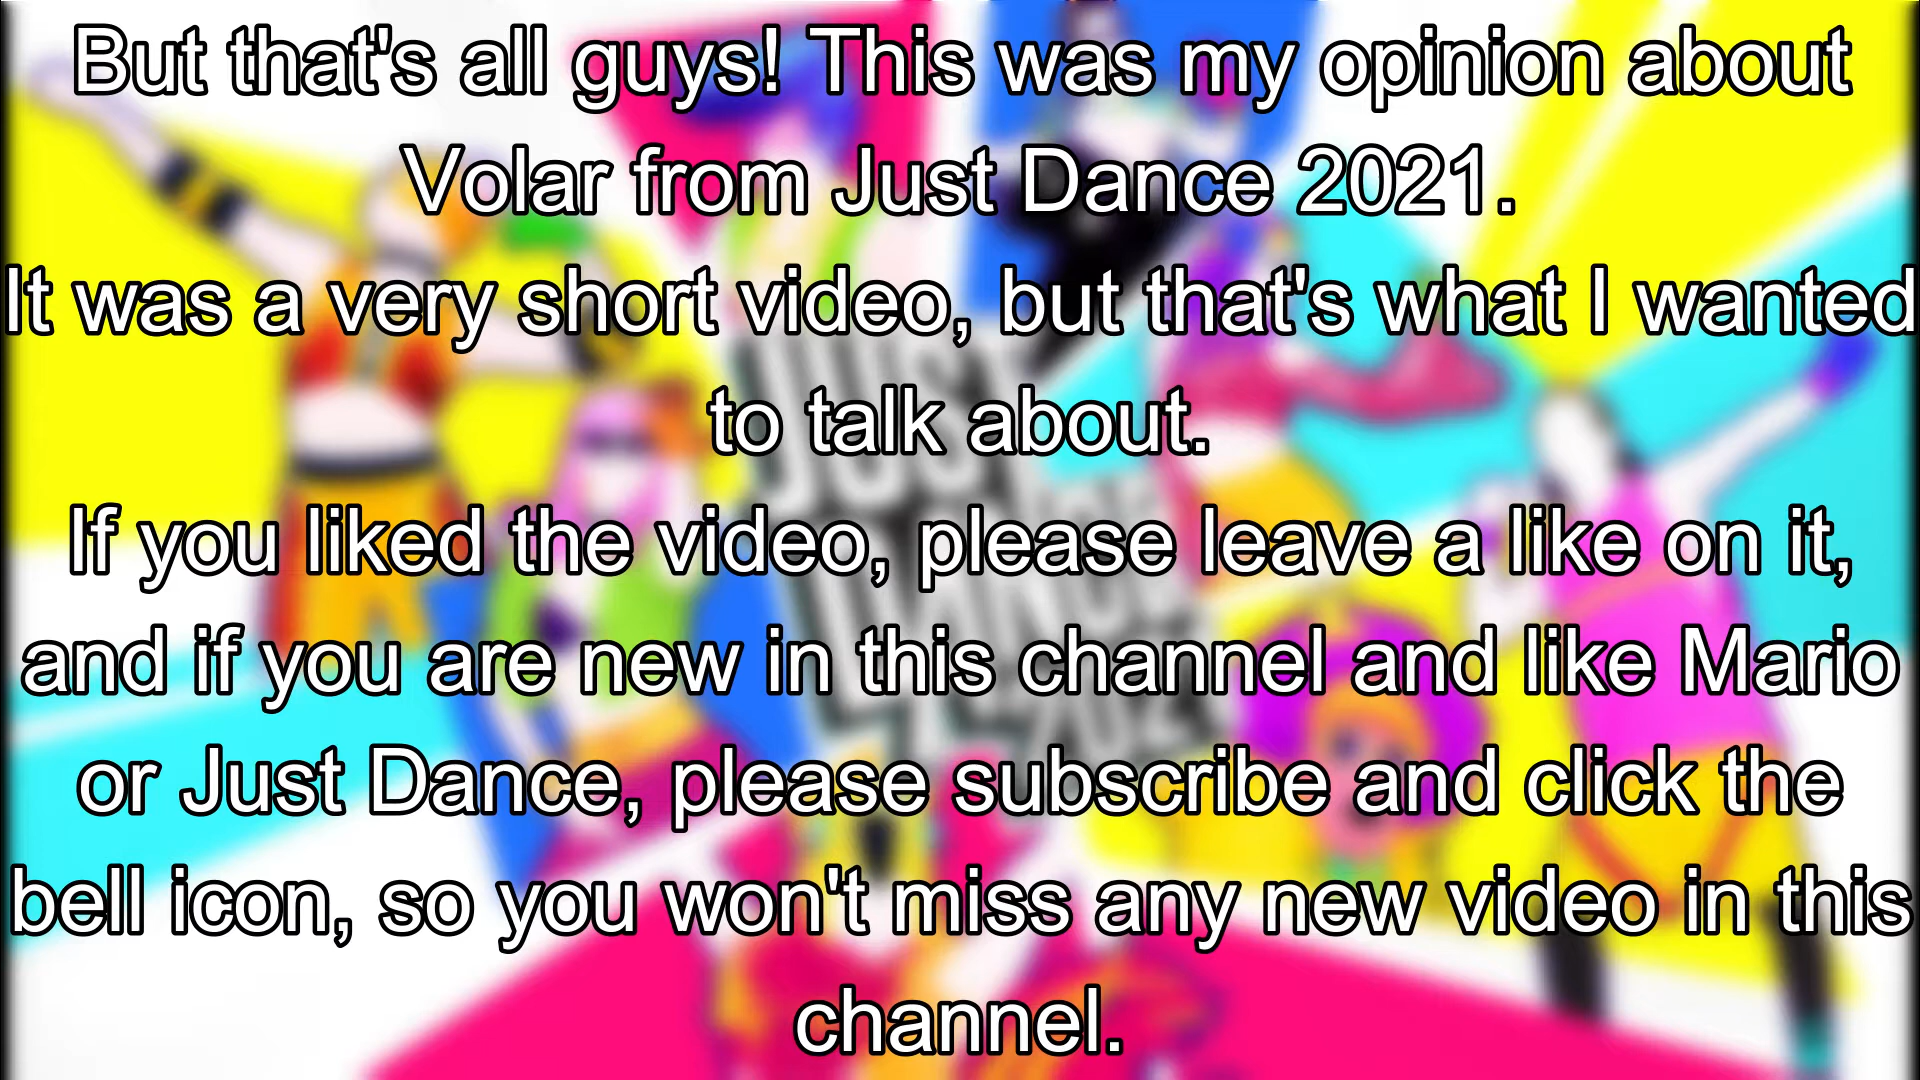 But that's all guys! This was my opinion about
Volar from Just Dance 2021.
It was a very short video, but that's what I wanted
to talk about.
If you liked the video, please leave a like on it,
and if you are new in this channel and like Mario
or Just Dance, please subscribe and click the
bell icon, so you won't miss any new video in this
channel.
JUST
DANCE
2021